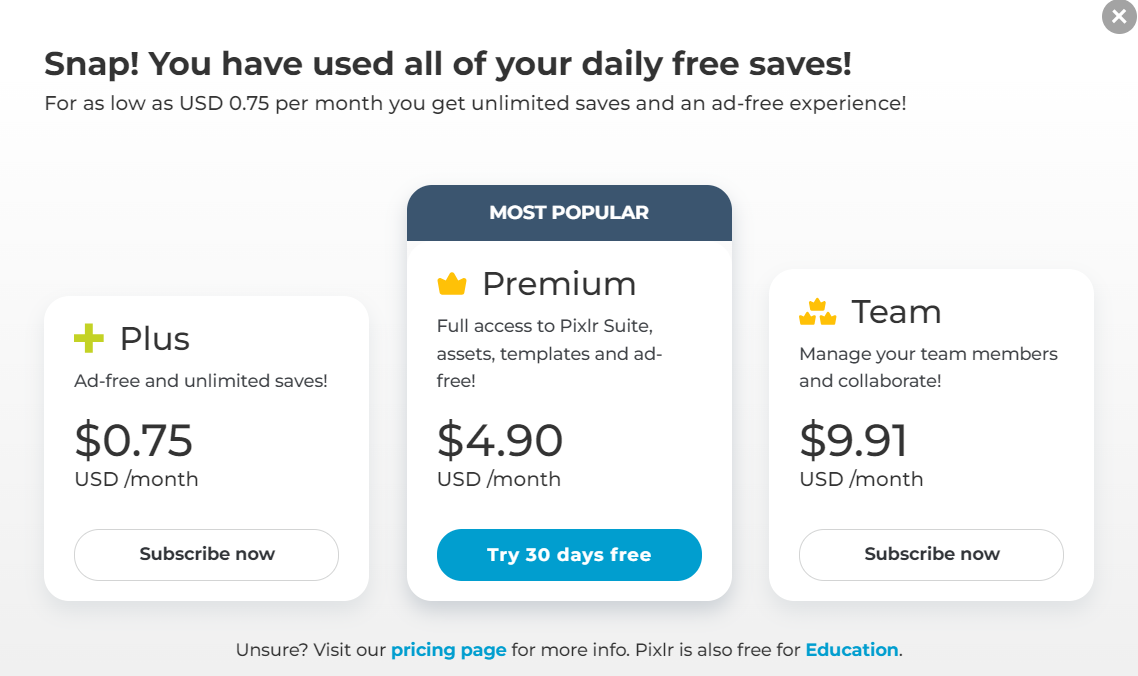 Snap! You have used all of your daily free saves!
For as low as USD 0.75 per month you get unlimited saves and an ad-free experience!
Plus
Ad-free and unlimited saves!
$0.75
USD /month
Subscribe now
MOST POPULAR
Premium
Full access to Pixlr Suite,
assets, templates and ad-
free!
$4.90
USD /month
Try 30 days free
Team
Manage your team members
and collaborate!
$9.91
USD /month
Subscribe now
Unsure? Visit our pricing page for more info. Pixlr is also free for Education.